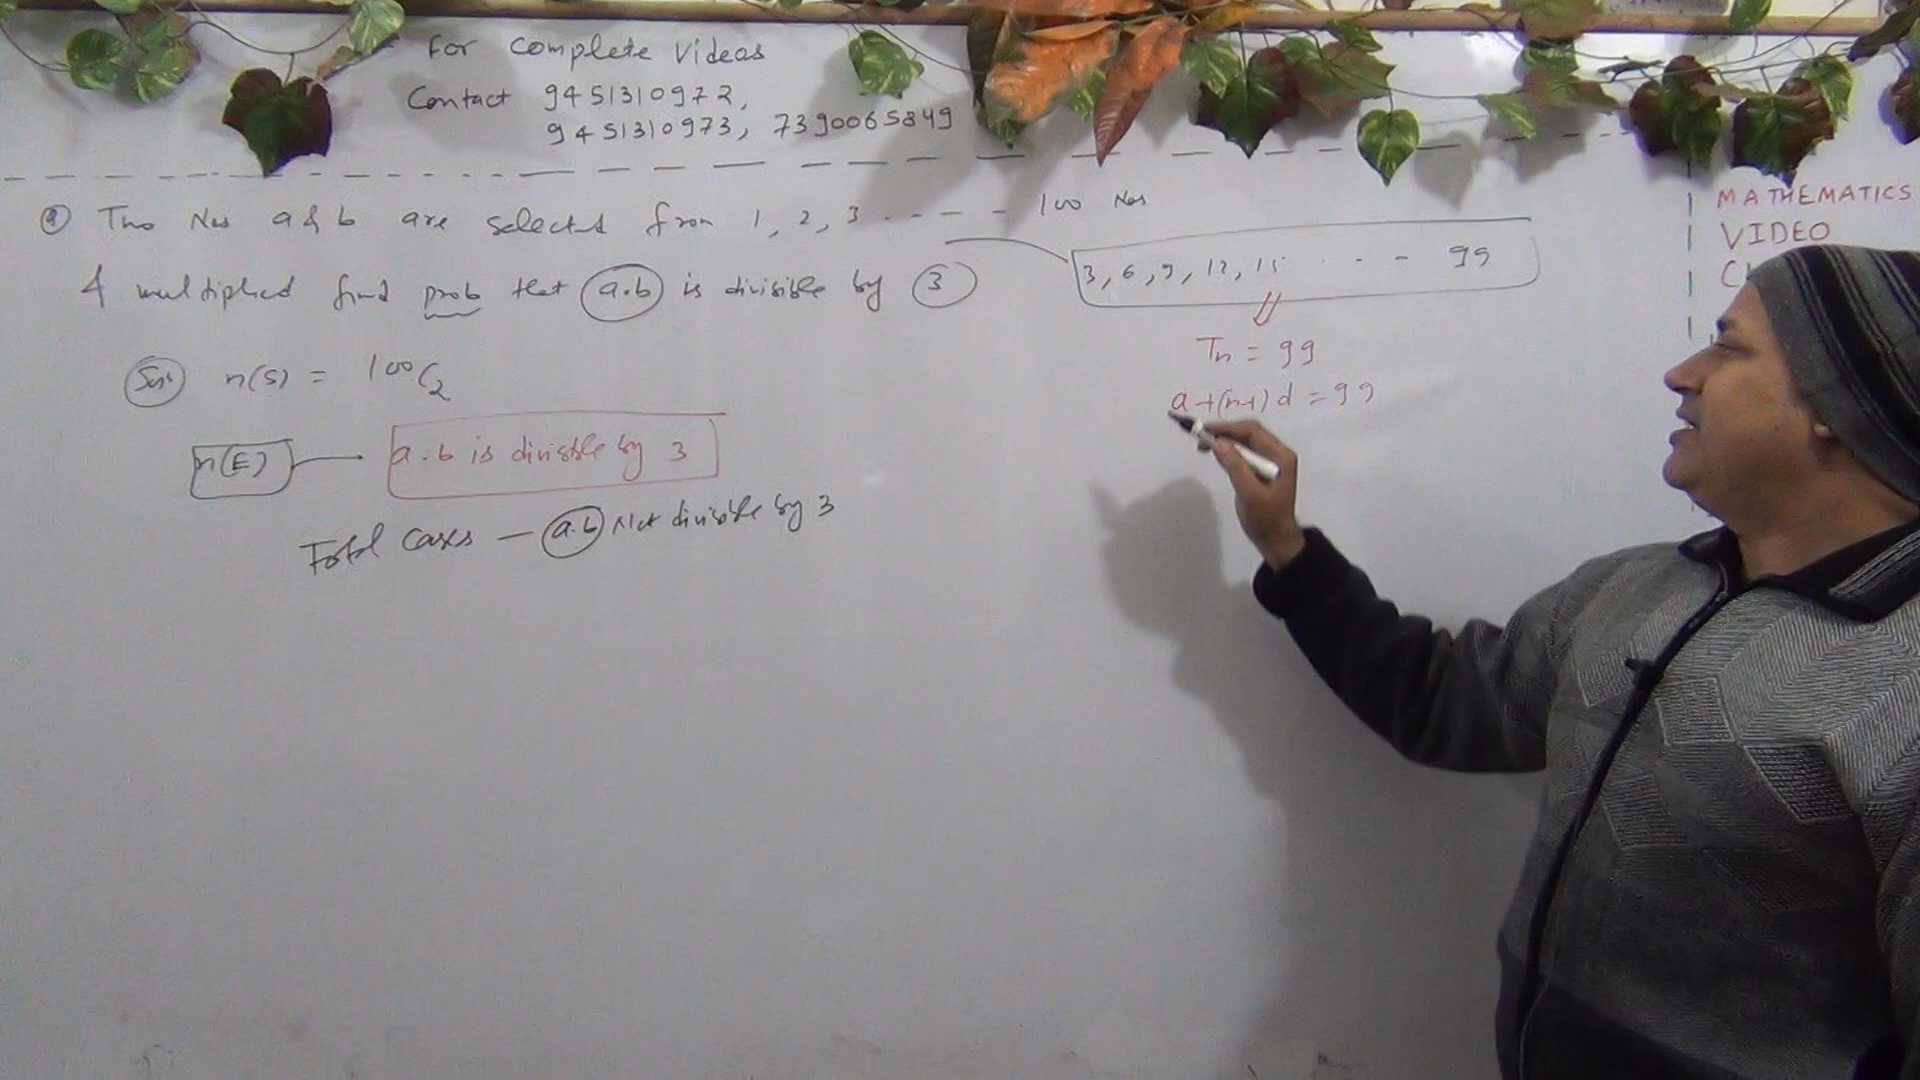 For Complete Videos
Contact 9451310972,
9451310973, 7390065849
Q Two Nos a & b are selected from 1, 2, 3 - - - - - 100 Nos
& multiplied find prob that a.b is divisible by 3
3, 6, 9, 12, 15 - - - 99
Tn = 99
a+(n-1)d = 99
Sol n(S) = 100C2
n(E) — a.b is divisible by 3
Total Cases — a.b Not divisible by 3
MATHEMATICS
VIDEO